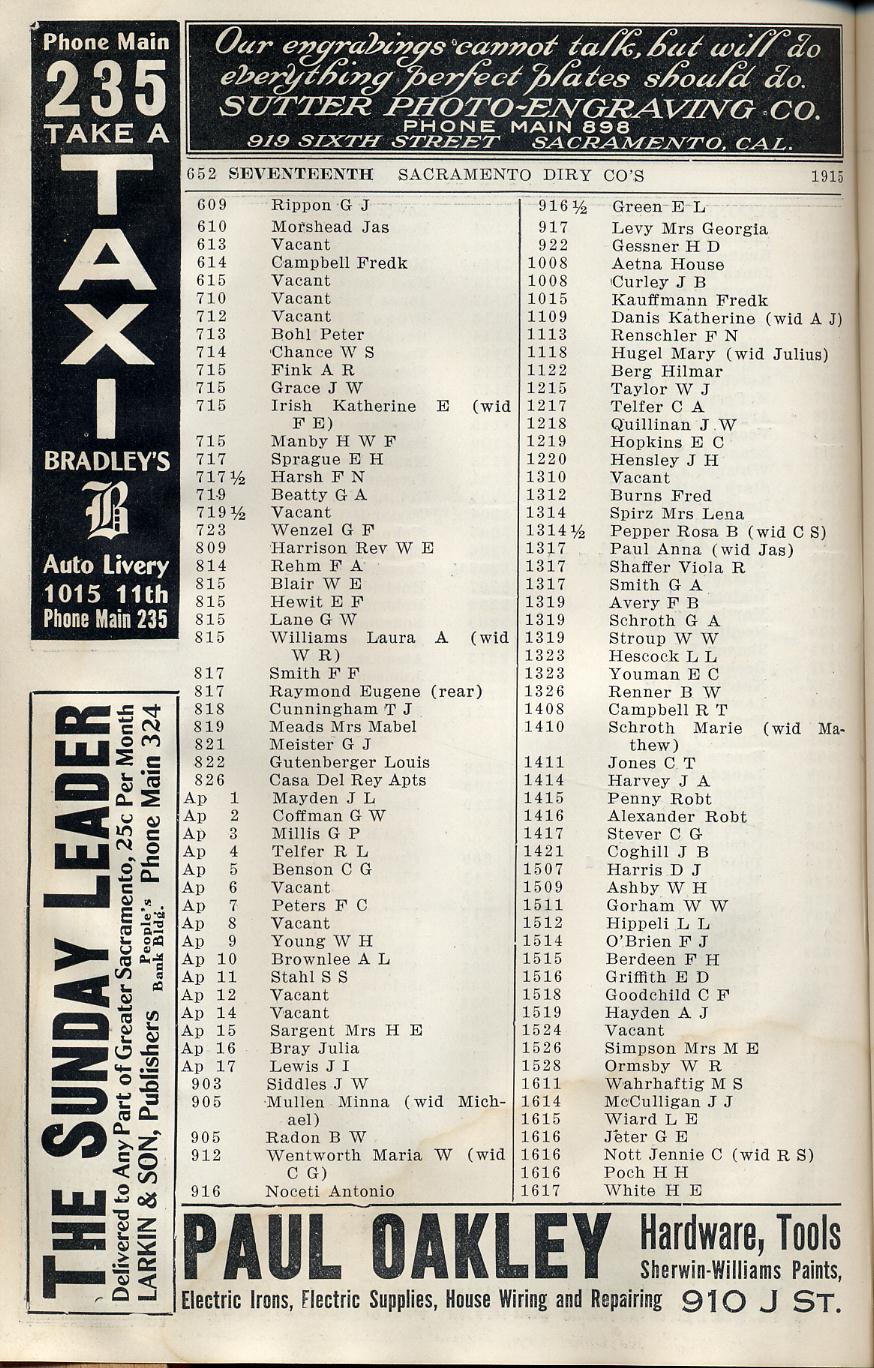 Phone Main
235
TAKE A
TAXI
BRADLEY'S
B
Auto Livery
1015 11th
Phone Main 235
THE SUNDAY LEADER
Delivered to Any Part of Greater Sacramento, 25c Per Month
LARKIN & SON, Publishers People's Bank Bldg. Phone Main 324
Our engravings cannot talk, but will do
everything perfect plates should do.
SUTTER PHOTO-ENGRAVING CO.
PHONE MAIN 898
919 SIXTH STREET SACRAMENTO, CAL.
652 SEVENTEENTH SACRAMENTO DIRY CO'S 1915
609 Rippon G J
610 Morshead Jas
613 Vacant
614 Campbell Fredk
615 Vacant
710 Vacant
712 Vacant
713 Bohl Peter
714 Chance W S
715 Fink A R
715 Grace J W
715 Irish Katherine E (wid
F E)
715 Manby H W F
717 Sprague E H
717½ Harsh F N
719 Beatty G A
719½ Vacant
723 Wenzel G F
809 Harrison Rev W E
814 Rehm F A
815 Blair W E
815 Hewit E F
815 Lane G W
815 Williams Laura A (wid
W R)
817 Smith F F
817 Raymond Eugene (rear)
818 Cunningham T J
819 Meads Mrs Mabel
821 Meister G J
822 Gutenberger Louis
826 Casa Del Rey Apts
Ap 1 Mayden J L
Ap 2 Coffman G W
Ap 3 Millis G P
Ap 4 Telfer R L
Ap 5 Benson C G
Ap 6 Vacant
Ap 7 Peters F C
Ap 8 Vacant
Ap 9 Young W H
Ap 10 Brownlee A L
Ap 11 Stahl S S
Ap 12 Vacant
Ap 14 Vacant
Ap 15 Sargent Mrs H E
Ap 16 Bray Julia
Ap 17 Lewis J I
903 Siddles J W
905 Mullen Minna (wid Mich-
ael)
905 Radon B W
912 Wentworth Maria W (wid
C G)
916 Noceti Antonio
916½ Green E L
917 Levy Mrs Georgia
922 Gessner H D
1008 Aetna House
1008 Curley J B
1015 Kauffmann Fredk
1109 Danis Katherine (wid A J)
1113 Renschler F N
1118 Hugel Mary (wid Julius)
1122 Berg Hilmar
1215 Taylor W J
1217 Telfer C A
1218 Quillinan J W
1219 Hopkins E C
1220 Hensley J H
1310 Vacant
1312 Burns Fred
1314 Spirz Mrs Lena
1314½ Pepper Rosa B (wid C S)
1317 Paul Anna (wid Jas)
1317 Shaffer Viola R
1317 Smith G A
1319 Avery F B
1319 Schroth G A
1319 Stroup W W
1323 Hescock L L
1323 Youman E C
1326 Renner B W
1408 Campbell R T
1410 Schroth Marie (wid Ma-
thew)
1411 Jones C T
1414 Harvey J A
1415 Penny Robt
1416 Alexander Robt
1417 Stever C G
1421 Coghill J B
1507 Harris D J
1509 Ashby W H
1511 Gorham W W
1512 Hippeli L L
1514 O'Brien F J
1515 Berdeen F H
1516 Griffith E D
1518 Goodchild C F
1519 Hayden A J
1524 Vacant
1526 Simpson Mrs M E
1528 Ormsby W R
1611 Wahrhaftig M S
1614 McCulligan J J
1615 Wiard L E
1616 Jeter G E
1616 Nott Jennie C (wid R S)
1616 Poch H H
1617 White H E
PAUL OAKLEY Hardware, Tools
Sherwin-Williams Paints,
Electric Irons, Electric Supplies, House Wiring and Repairing 910 J ST.